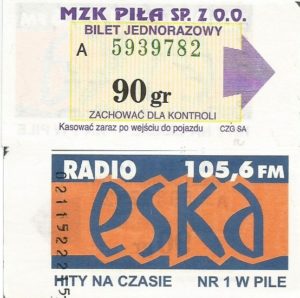 MZK PIŁA SP. Z O.O.
BILET JEDNORAZOWY
A 5939782
90 gr
ZACHOWAĆ DLA KONTROLI
Kasować zaraz po wejściu do pojazdu CZG SA
RADIO 105,6 FM
eska
HITY NA CZASIE NR 1 W PILE